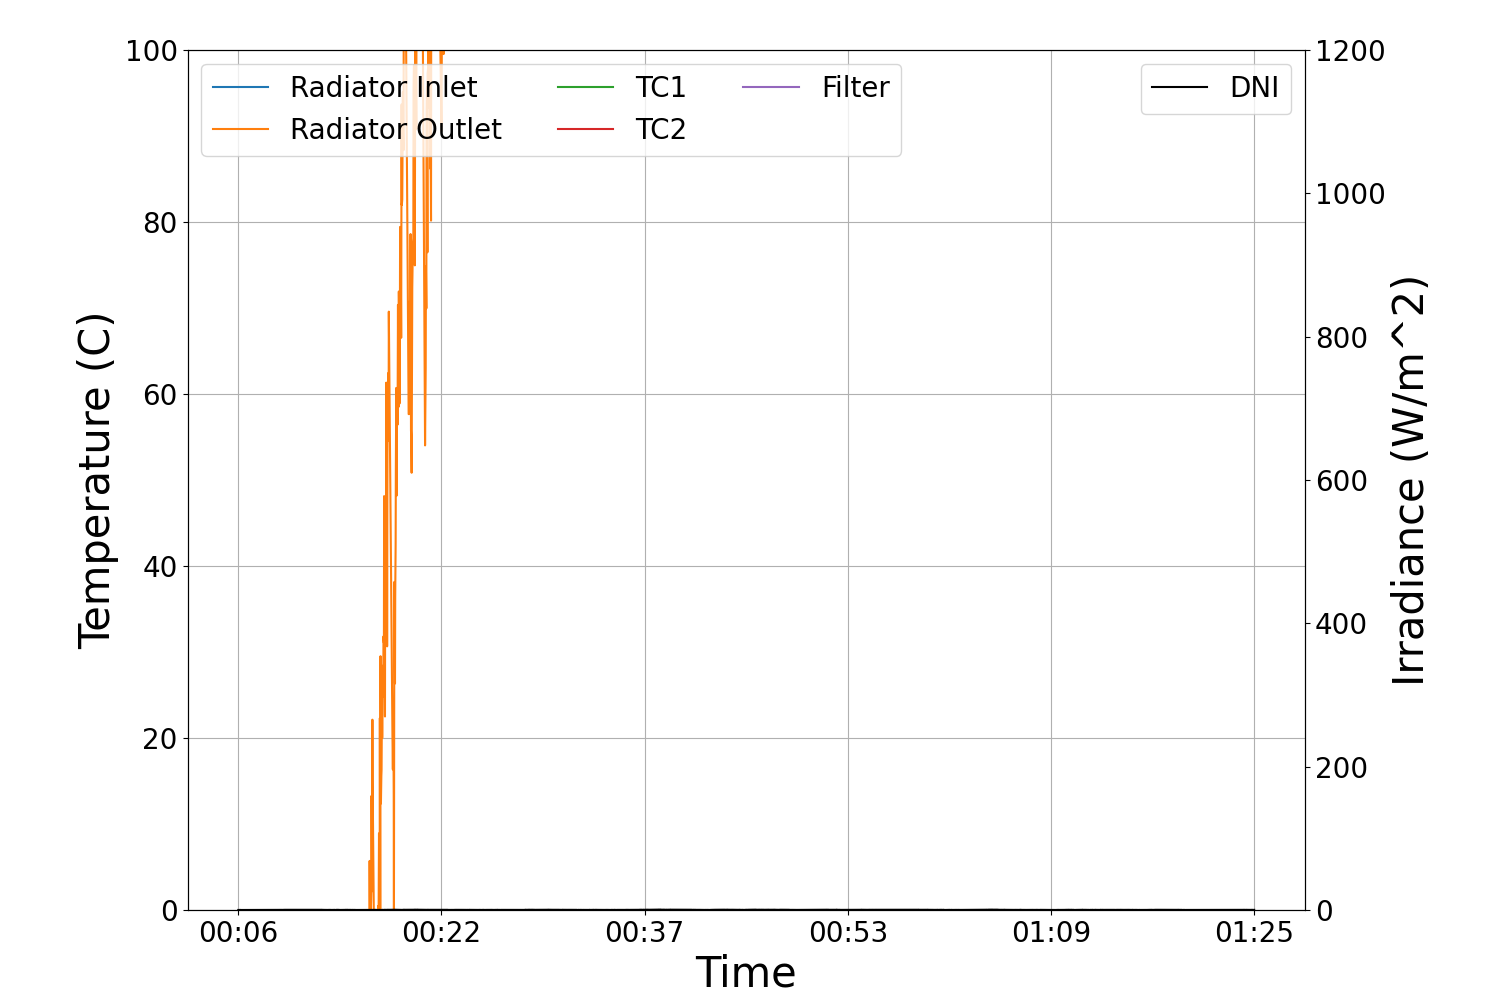 100
80
60
40
20
0
Temperature (C)
Radiator Inlet
Radiator Outlet
TC1
TC2
Filter
DNI
1200
1000
800
600
400
200
0
Irradiance (W/m^2)
00:06 00:22 00:37 00:53 01:09 01:25
Time